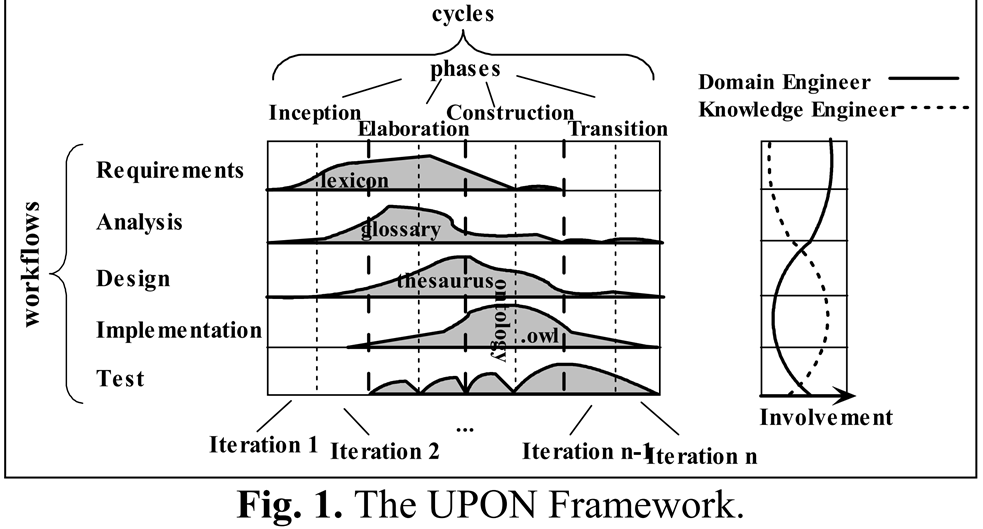 cycles
phases
Inception
Elaboration
Construction
Transition
Domain Engineer
Knowledge Engineer
workflows
Requirements
lexicon
Analysis
glossary
Design
thesaurus
ontology
Implementation
.owl
Test
Involvement
Iteration 1
Iteration 2
...
Iteration n-1
Iteration n
Fig. 1. The UPON Framework.